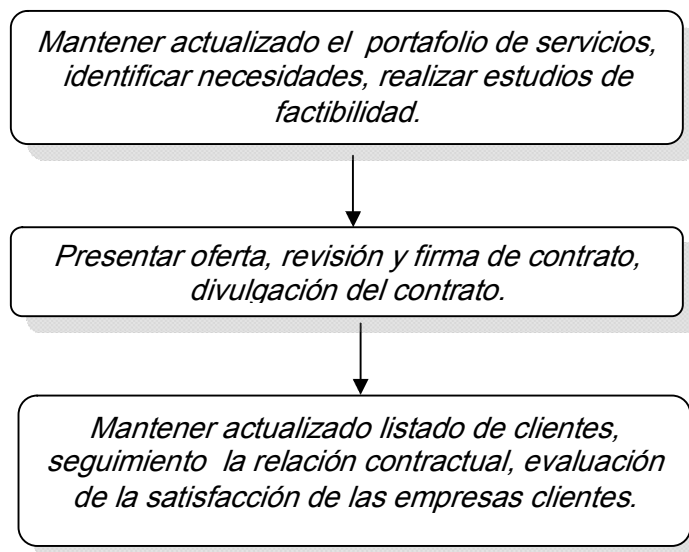 Mantener actualizado el portafolio de servicios,
identificar necesidades, realizar estudios de
factibilidad.
Presentar oferta, revisión y firma de contrato,
divulgación del contrato.
Mantener actualizado listado de clientes,
seguimiento la relación contractual, evaluación
de la satisfacción de las empresas clientes.